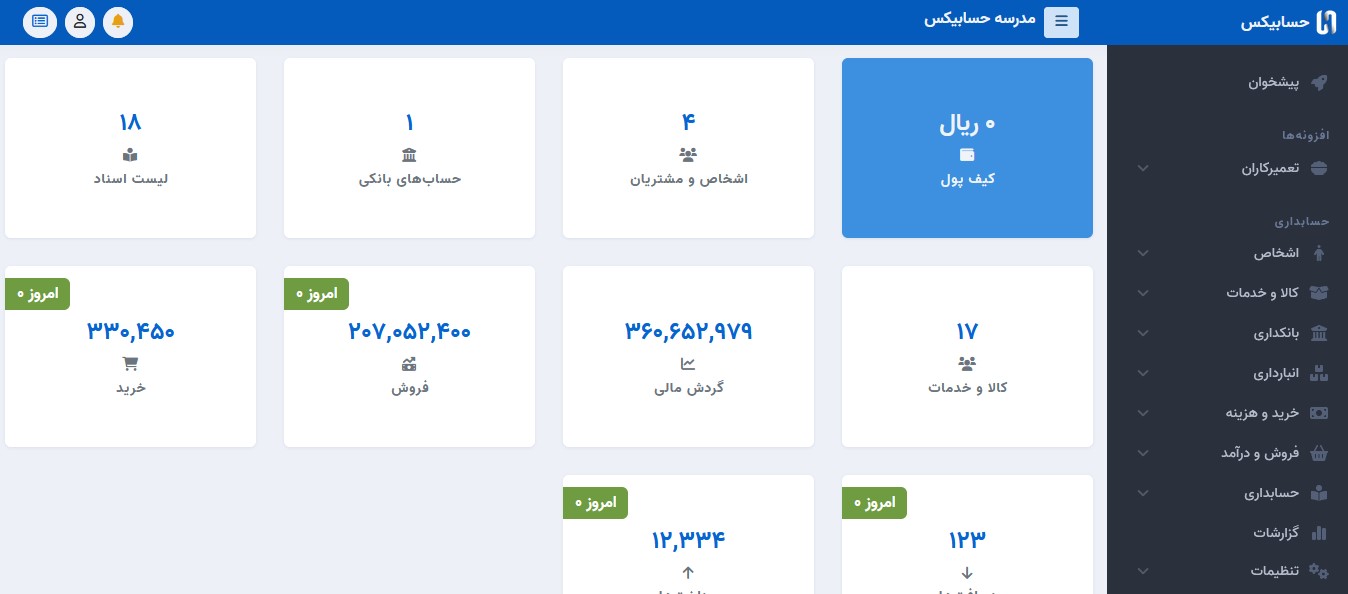 حسابیکس
مدرسه حسابیکس
پیشخوان
افزونه‌ها
تعمیرکاران
حسابداری
اشخاص
کالا و خدمات
بانکداری
انبارداری
خرید و هزینه
فروش و درآمد
حسابداری
گزارشات
تنظیمات
۰ ریال
کیف پول
۴
اشخاص و مشتریان
۱
حساب‌های بانکی
۱۸
لیست اسناد
۱۷
کالا و خدمات
۳۶۰,۶۵۲,۹۷۹
گردش مالی
امروز ۰
۲۰۷,۰۵۲,۴۰۰
فروش
امروز ۰
۳۳۰,۴۵۰
خرید
امروز ۰
۱۲۳
امروز ۰
۱۲,۳۳۴